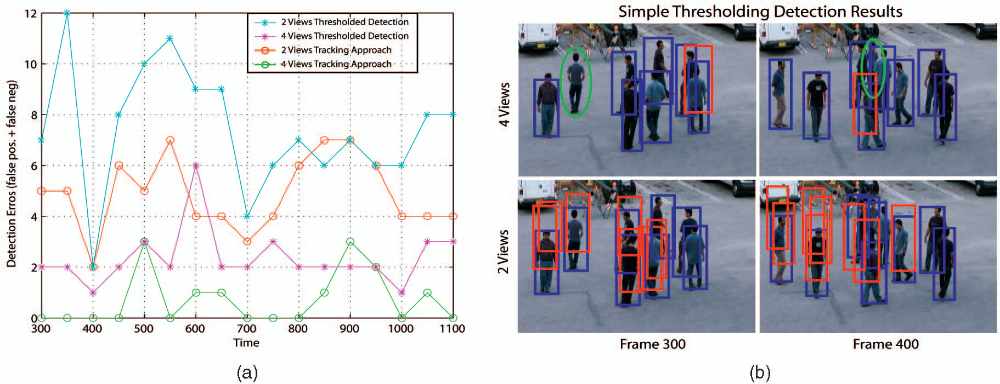 12
10
8
6
4
2
0
Detection Erros (false pos. + false neg)
2 Views Thresholded Detection
4 Views Thresholded Detection
2 Views Tracking Approach
4 Views Tracking Approach
300 400 500 600 700 800 900 1000 1100
Time
(a)
Simple Thresholding Detection Results
4 Views
2 Views
Frame 300
Frame 400
(b)